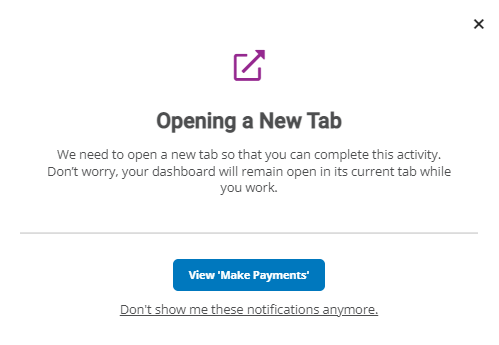 Opening a New Tab
We need to open a new tab so that you can complete this activity.
Don’t worry, your dashboard will remain open in its current tab while
you work.
View 'Make Payments'
Don't show me these notifications anymore.